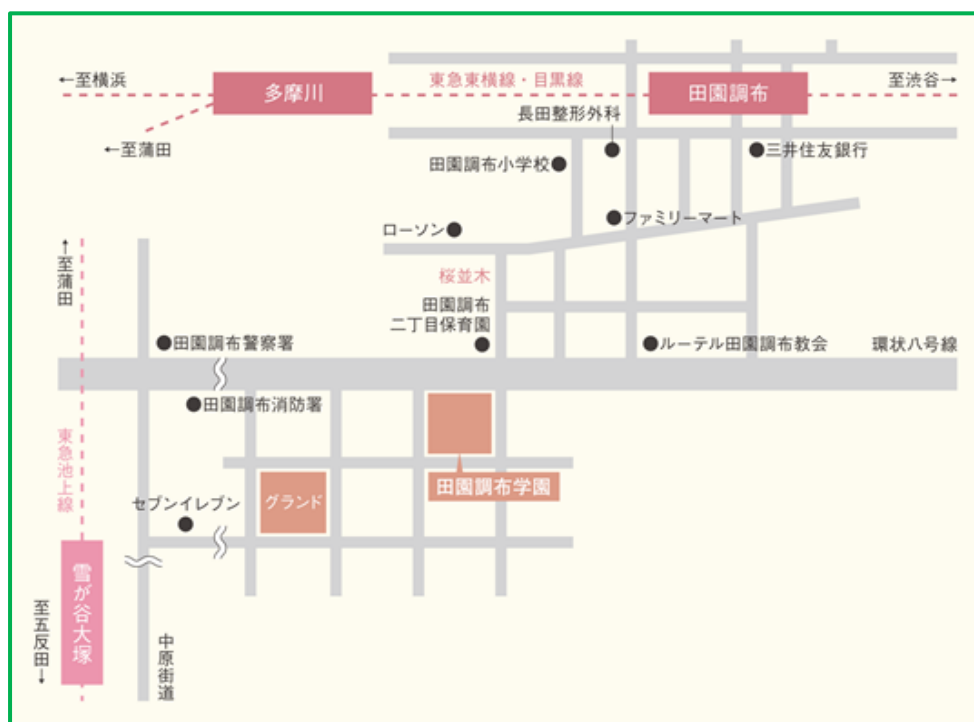 ←至横浜
多摩川
東急東横線・目黒線
田園調布
至渋谷→
←至蒲田
長田整形外科
田園調布小学校
三井住友銀行
ローソン
ファミリーマート
←至蒲田
桜並木
田園調布
二丁目保育園
田園調布警察署
ルーテル田園調布教会
環状八号線
田園調布消防署
東急池上線
田園調布学園
セブンイレブン
グランド
雪が谷大塚
至五反田→
中原街道